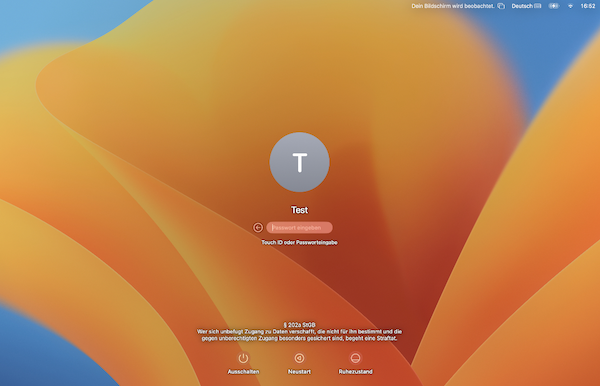 Dein Bildschirm wird beobachtet. Deutsch 16:52
T
Test
Passwort eingeben
Touch ID oder Passworteingabe
§ 202a StGB
Wer sich unbefugt Zugang zu Daten verschafft, die nicht für ihn bestimmt und die
gegen unberechtigten Zugang besonders gesichert sind, begeht eine Straftat.
Ausschalten Neustart Ruhezustand